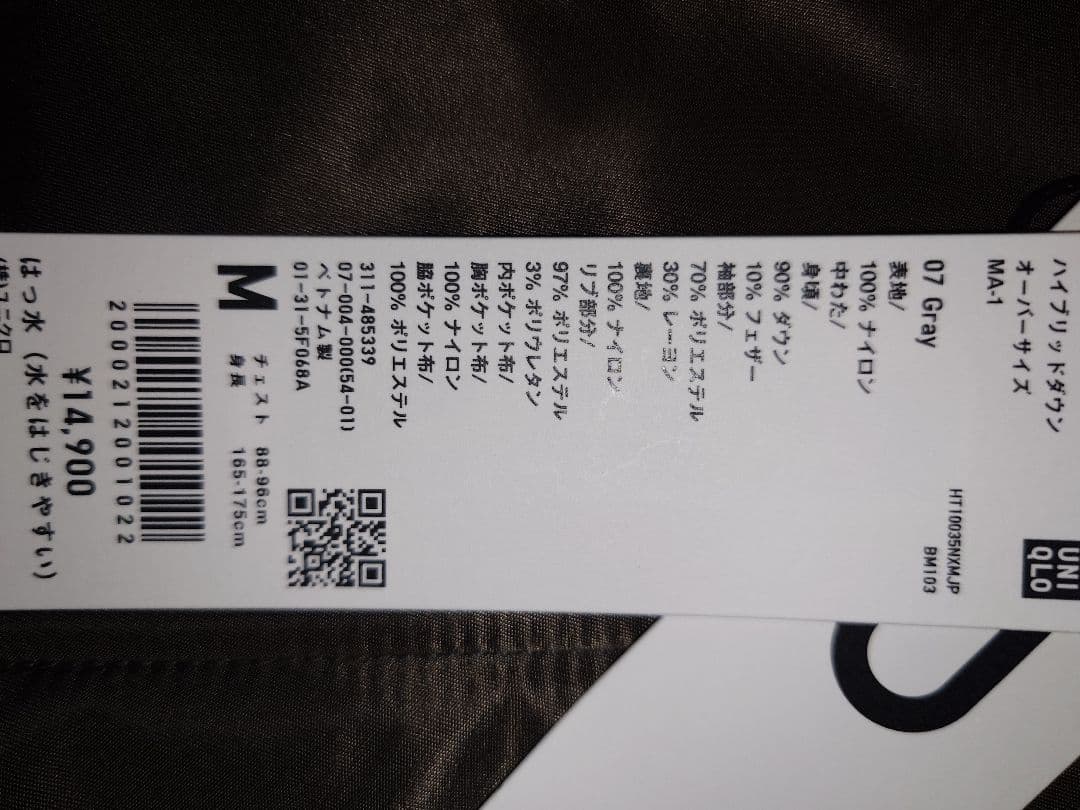 UNI
QLO
ハイブリッドダウン
オーバーサイズ
MA-1
HT10035NXMJP
07 Gray
BM103
表地/
100% ナイロン
中わた/
身頃/
90% ダウン
10% フェザー
袖部分/
70% ポリエステル
30% レーヨン
裏地/
100% ナイロン
リブ部分/
97% ポリエステル
3% ポリウレタン
内ポケット布/
胸ポケット布/
100% ナイロン
脇ポケット布/
100% ポリエステル
311-485339
07-004-000(54-01)
ベトナム製
01-31-5F068A
M
チェスト 88-96cm
身長 165-175cm
2000212001022
¥14,900
はっ水(水をはじきやすい)